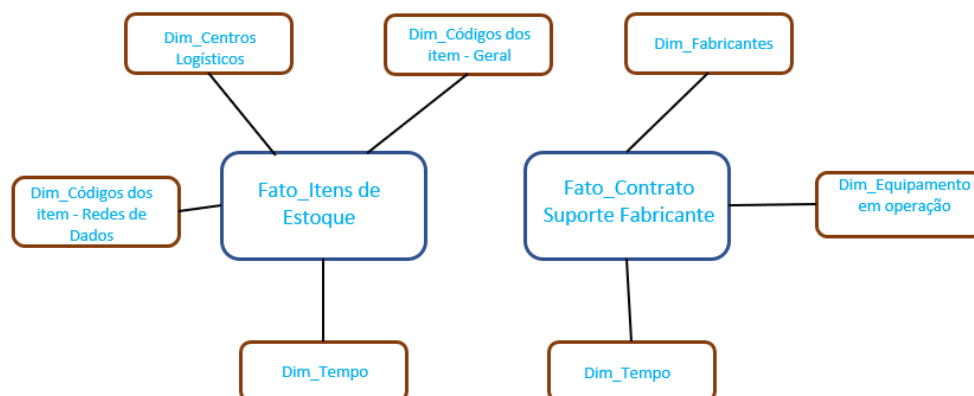 Dim_Centros
Logísticos
Dim_Códigos dos
item - Geral
Dim_Fabricantes
Dim_Códigos dos
item - Redes de
Dados
Fato_Itens de
Estoque
Fato_Contrato
Suporte Fabricante
Dim_Equipamento
em operação
Dim_Tempo
Dim_Tempo